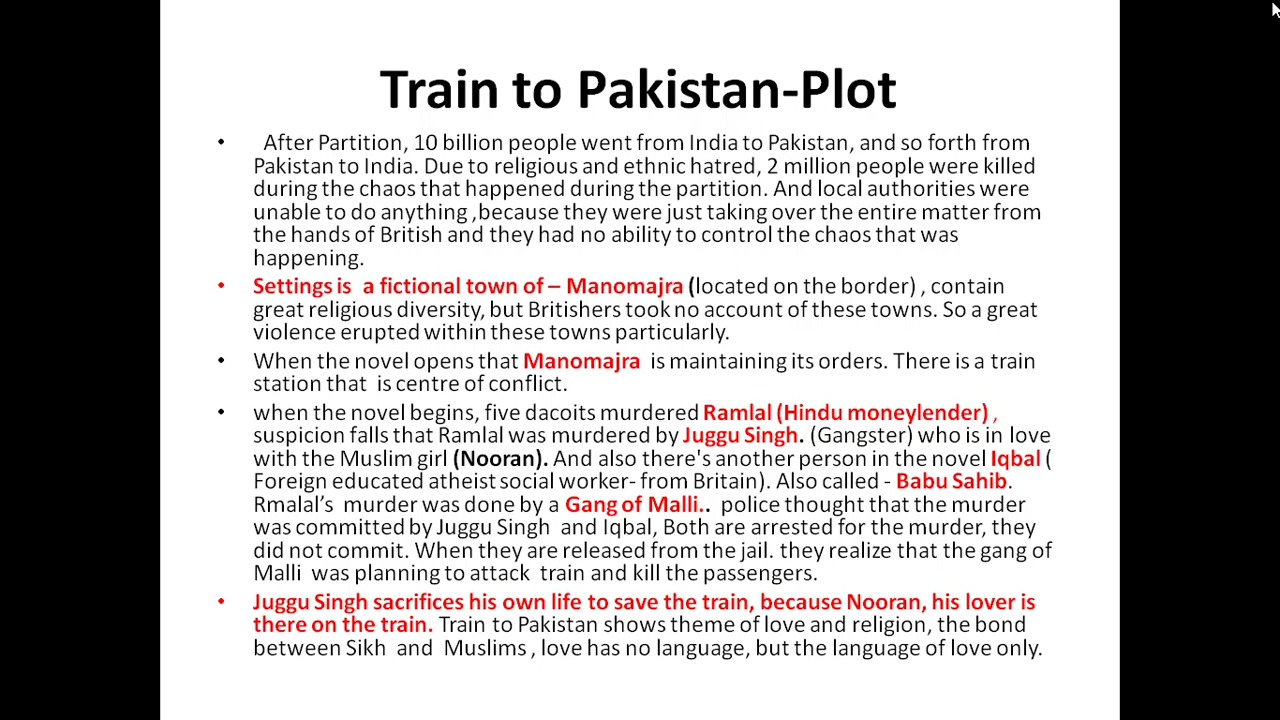 Train to Pakistan-Plot
• After Partition, 10 billion people went from India to Pakistan, and so forth from
Pakistan to India. Due to religious and ethnic hatred, 2 million people were killed
during the chaos that happened during the partition. And local authorities were
unable to do anything ,because they were just taking over the entire matter from
the hands of British and they had no ability to control the chaos that was
happening.
• Settings is a fictional town of – Manomajra (located on the border) , contain
great religious diversity, but Britishers took no account of these towns. So a great
violence erupted within these towns particularly.
• When the novel opens that Manomajra is maintaining its orders. There is a train
station that is centre of conflict.
• when the novel begins, five dacoits murdered Ramlal (Hindu moneylender) ,
suspicion falls that Ramlal was murdered by Juggu Singh. (Gangster) who is in love
with the Muslim girl (Nooran). And also there's another person in the novel Iqbal (
Foreign educated atheist social worker- from Britain). Also called - Babu Sahib.
Rmalal’s murder was done by a Gang of Malli.. police thought that the murder
was committed by Juggu Singh and Iqbal, Both are arrested for the murder, they
did not commit. When they are released from the jail. they realize that the gang of
Malli was planning to attack train and kill the passengers.
• Juggu Singh sacrifices his own life to save the train, because Nooran, his lover is
there on the train. Train to Pakistan shows theme of love and religion, the bond
between Sikh and Muslims , love has no language, but the language of love only.